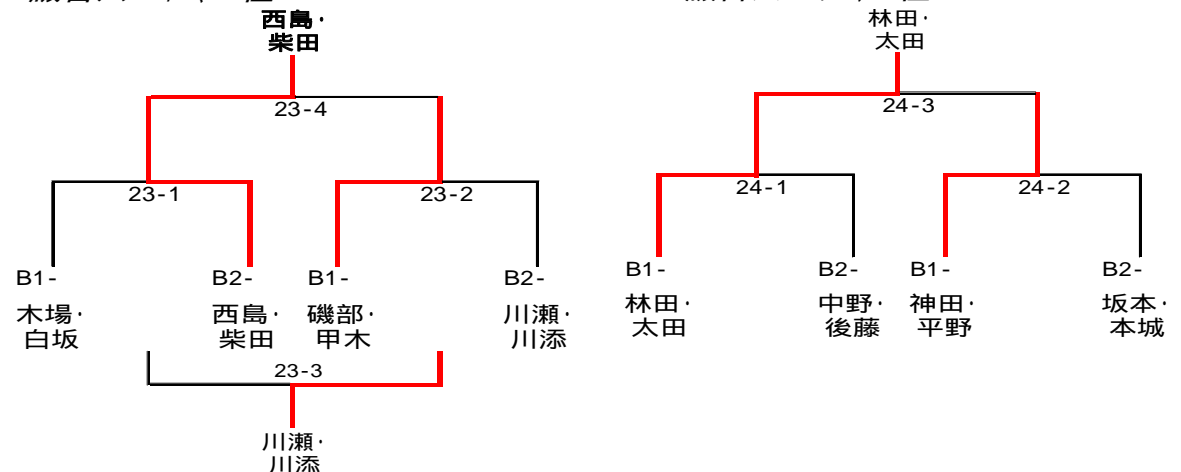 西島・
柴田
23-4
23-1
23-2
B1-
木場・
白坂
B2-
西島・
柴田
B1-
磯部・
甲木
B2-
川瀬・
川添
23-3
川瀬・
川添
林田・
太田
24-3
24-1
24-2
B1-
林田・
太田
B2-
中野・
後藤
B1-
神田・
平野
B2-
坂本・
本城